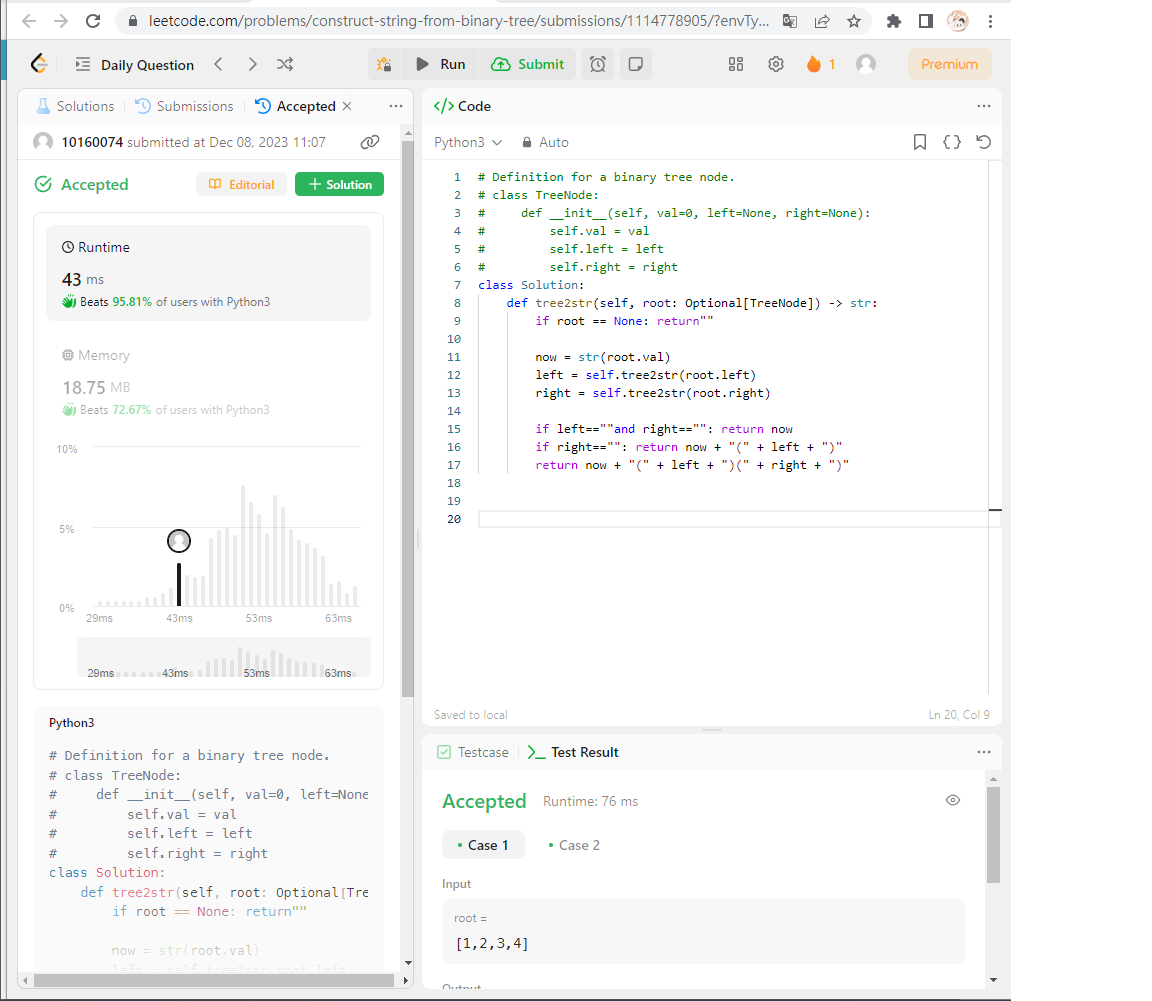 leetcode.com/problems/construct-string-from-binary-tree/submissions/1114778905/?envTy...
Daily Question
Run
Submit
1
Premium
Solutions
Submissions
Accepted
10160074 submitted at Dec 08, 2023 11:07
Accepted
Editorial
Solution
Runtime
43 ms
Beats 95.81% of users with Python3
Memory
18.75 MB
Beats 72.67% of users with Python3
10%
5%
0%
29ms 43ms 53ms 63ms
29ms 43ms 53ms 63ms
Python3
# Definition for a binary tree node.
# class TreeNode:
#     def __init__(self, val=0, left=None
#         self.val = val
#         self.left = left
#         self.right = right
class Solution:
    def tree2str(self, root: Optional[Tre
        if root == None: return""
        now = str(root.val)
        left = self.tree2str(root.left)
</> Code
Python3
Auto
1 # Definition for a binary tree node.
2 # class TreeNode:
3 #     def __init__(self, val=0, left=None, right=None):
4 #         self.val = val
5 #         self.left = left
6 #         self.right = right
7 class Solution:
8     def tree2str(self, root: Optional[TreeNode]) -> str:
9         if root == None: return""
10
11         now = str(root.val)
12         left = self.tree2str(root.left)
13         right = self.tree2str(root.right)
14
15         if left==""and right=="": return now
16         if right=="": return now + "(" + left + ")"
17         return now + "(" + left + ")(" + right + ")"
18
19
20
Saved to local
Ln 20, Col 9
Testcase
Test Result
Accepted
Runtime: 76 ms
Case 1
Case 2
Input
root =
[1,2,3,4]
Output